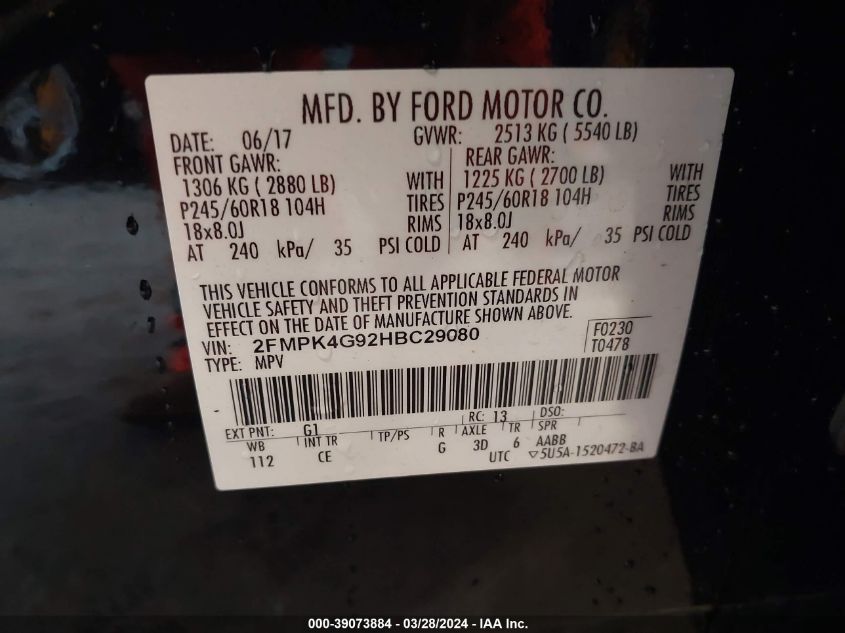 MFD. BY FORD MOTOR CO.
DATE: 06/17 GVWR: 2513 KG ( 5540 LB)
FRONT GAWR: REAR GAWR:
1306 KG ( 2880 LB) WITH 1225 KG ( 2700 LB) WITH
P245/60R18 104H TIRES P245/60R18 104H TIRES
18x8.0J RIMS 18x8.0J RIMS
AT 240 kPa/ 35 PSI COLD AT 240 kPa/ 35 PSI COLD
THIS VEHICLE CONFORMS TO ALL APPLICABLE FEDERAL MOTOR
VEHICLE SAFETY AND THEFT PREVENTION STANDARDS IN
EFFECT ON THE DATE OF MANUFACTURE SHOWN ABOVE.
VIN: 2FMPK4G92HBC29080 F0230
TYPE: MPV T0478
EXT PNT: G1 RC: 13 DSO:
WB INT TR TP/PS R AXLE TR SPR
112 CE G 3D 6 AABB
UTC ▽5U5A-1520472-BA
000-39073884 - 03/28/2024 - IAA Inc.